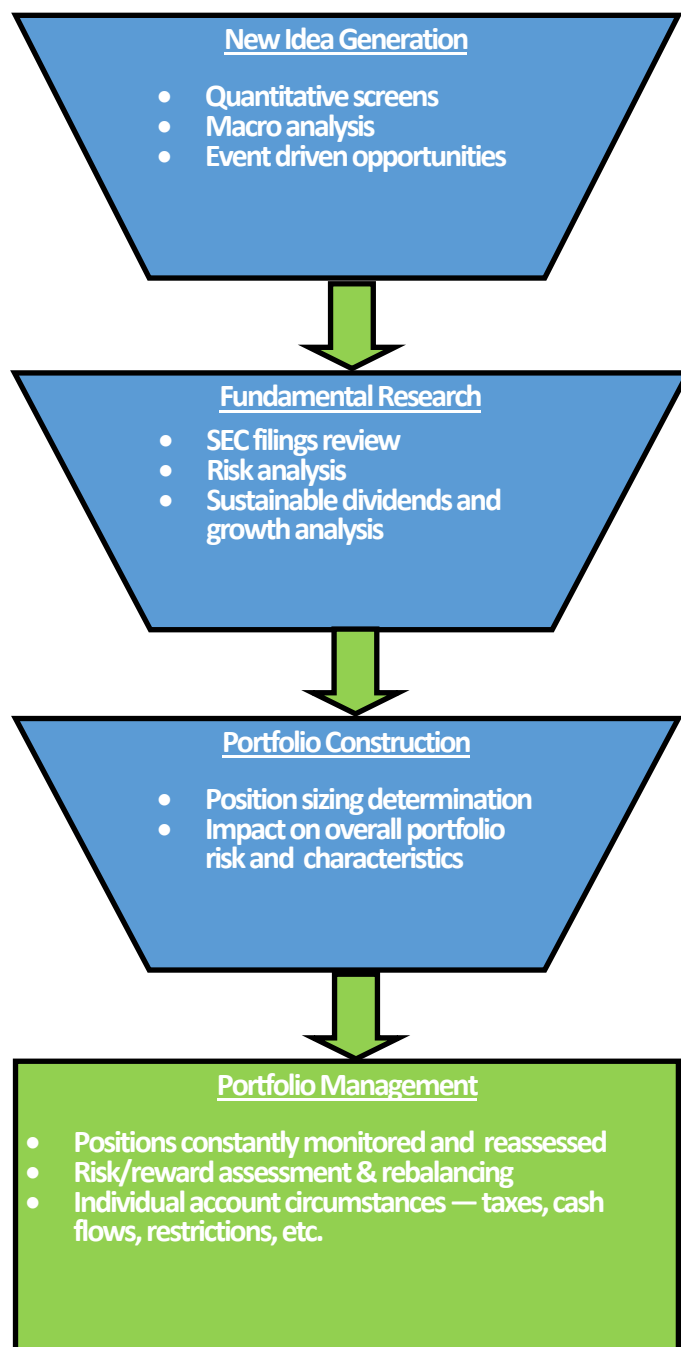 New Idea Generation
• Quantitative screens
• Macro analysis
• Event driven opportunities
Fundamental Research
• SEC filings review
• Risk analysis
• Sustainable dividends and
growth analysis
Portfolio Construction
• Position sizing determination
• Impact on overall portfolio
risk and characteristics
Portfolio Management
• Positions constantly monitored and reassessed
• Risk/reward assessment & rebalancing
• Individual account circumstances — taxes, cash
flows, restrictions, etc.